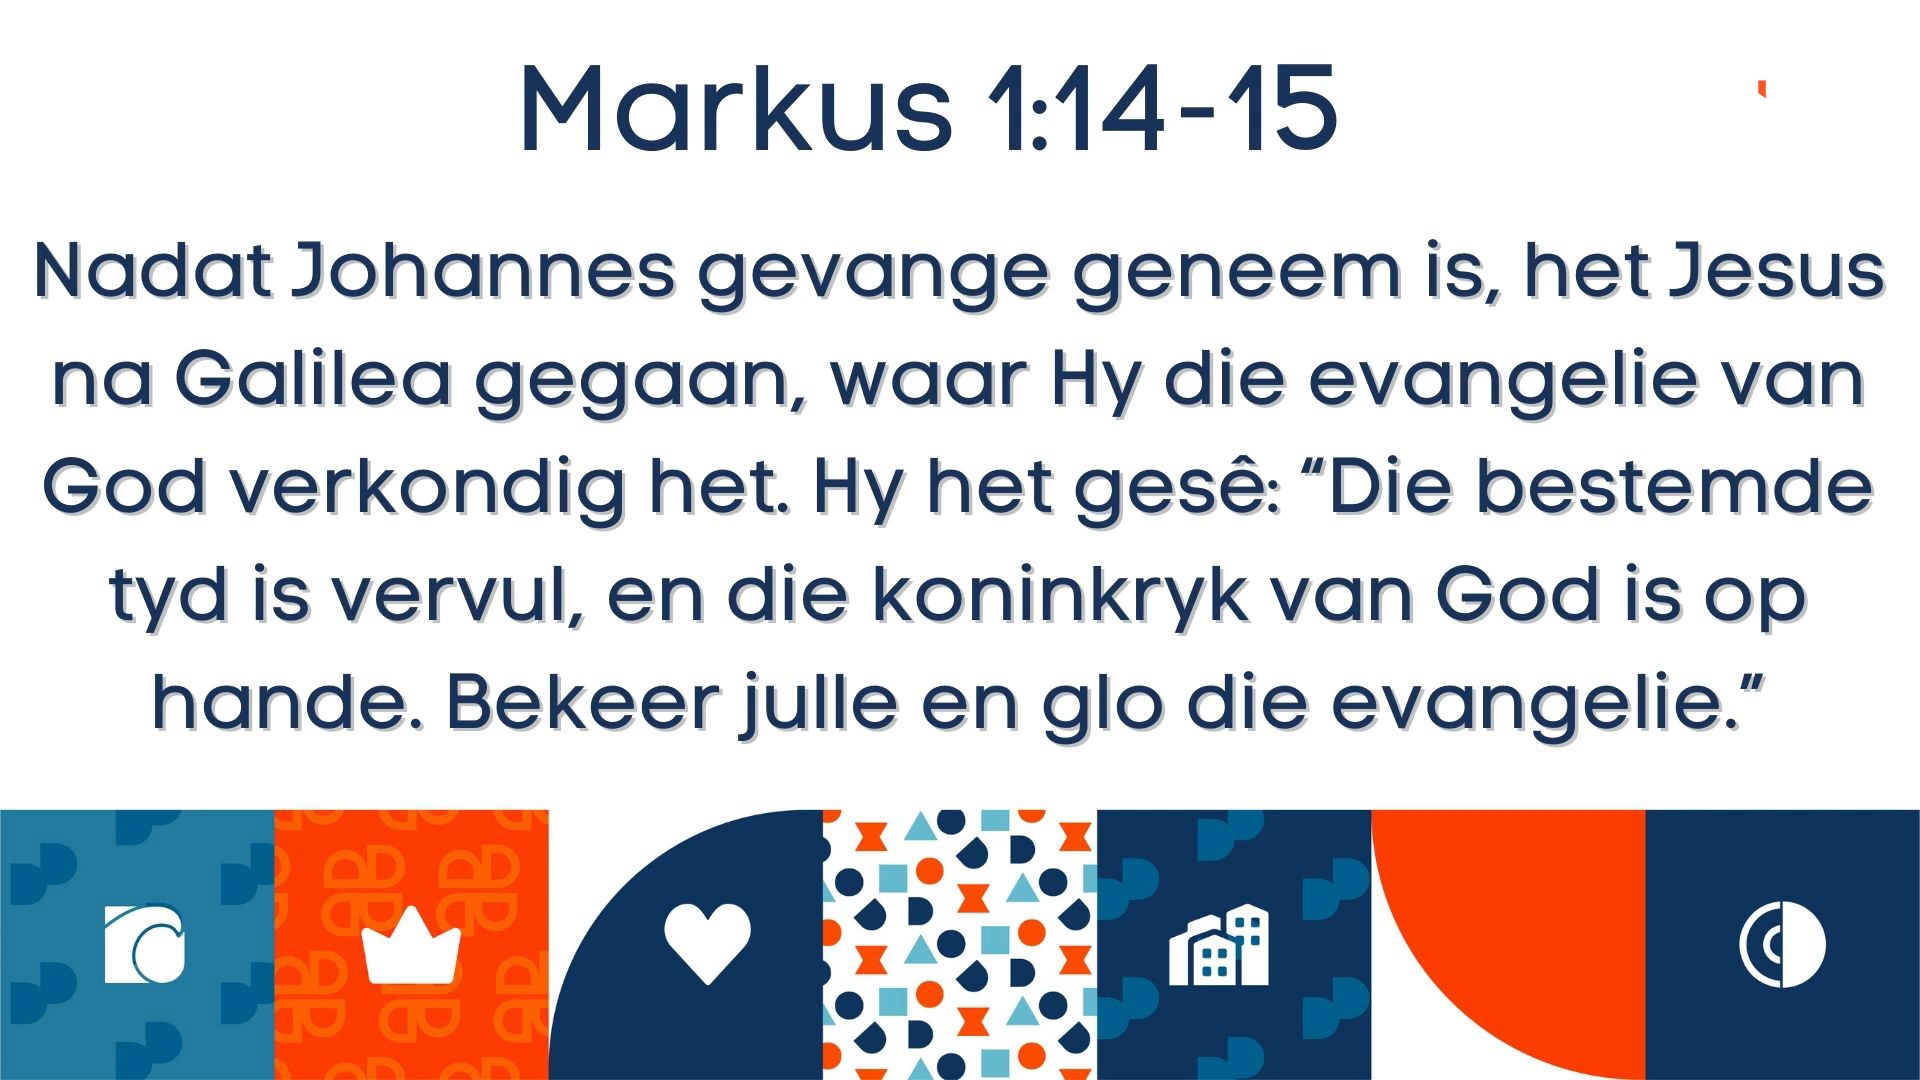 Markus 1:14-15
Nadat Johannes gevange geneem is, het Jesus
na Galilea gegaan, waar Hy die evangelie van
God verkondig het. Hy het gesê: “Die bestemde
tyd is vervul, en die koninkryk van God is op
hande. Bekeer julle en glo die evangelie.”